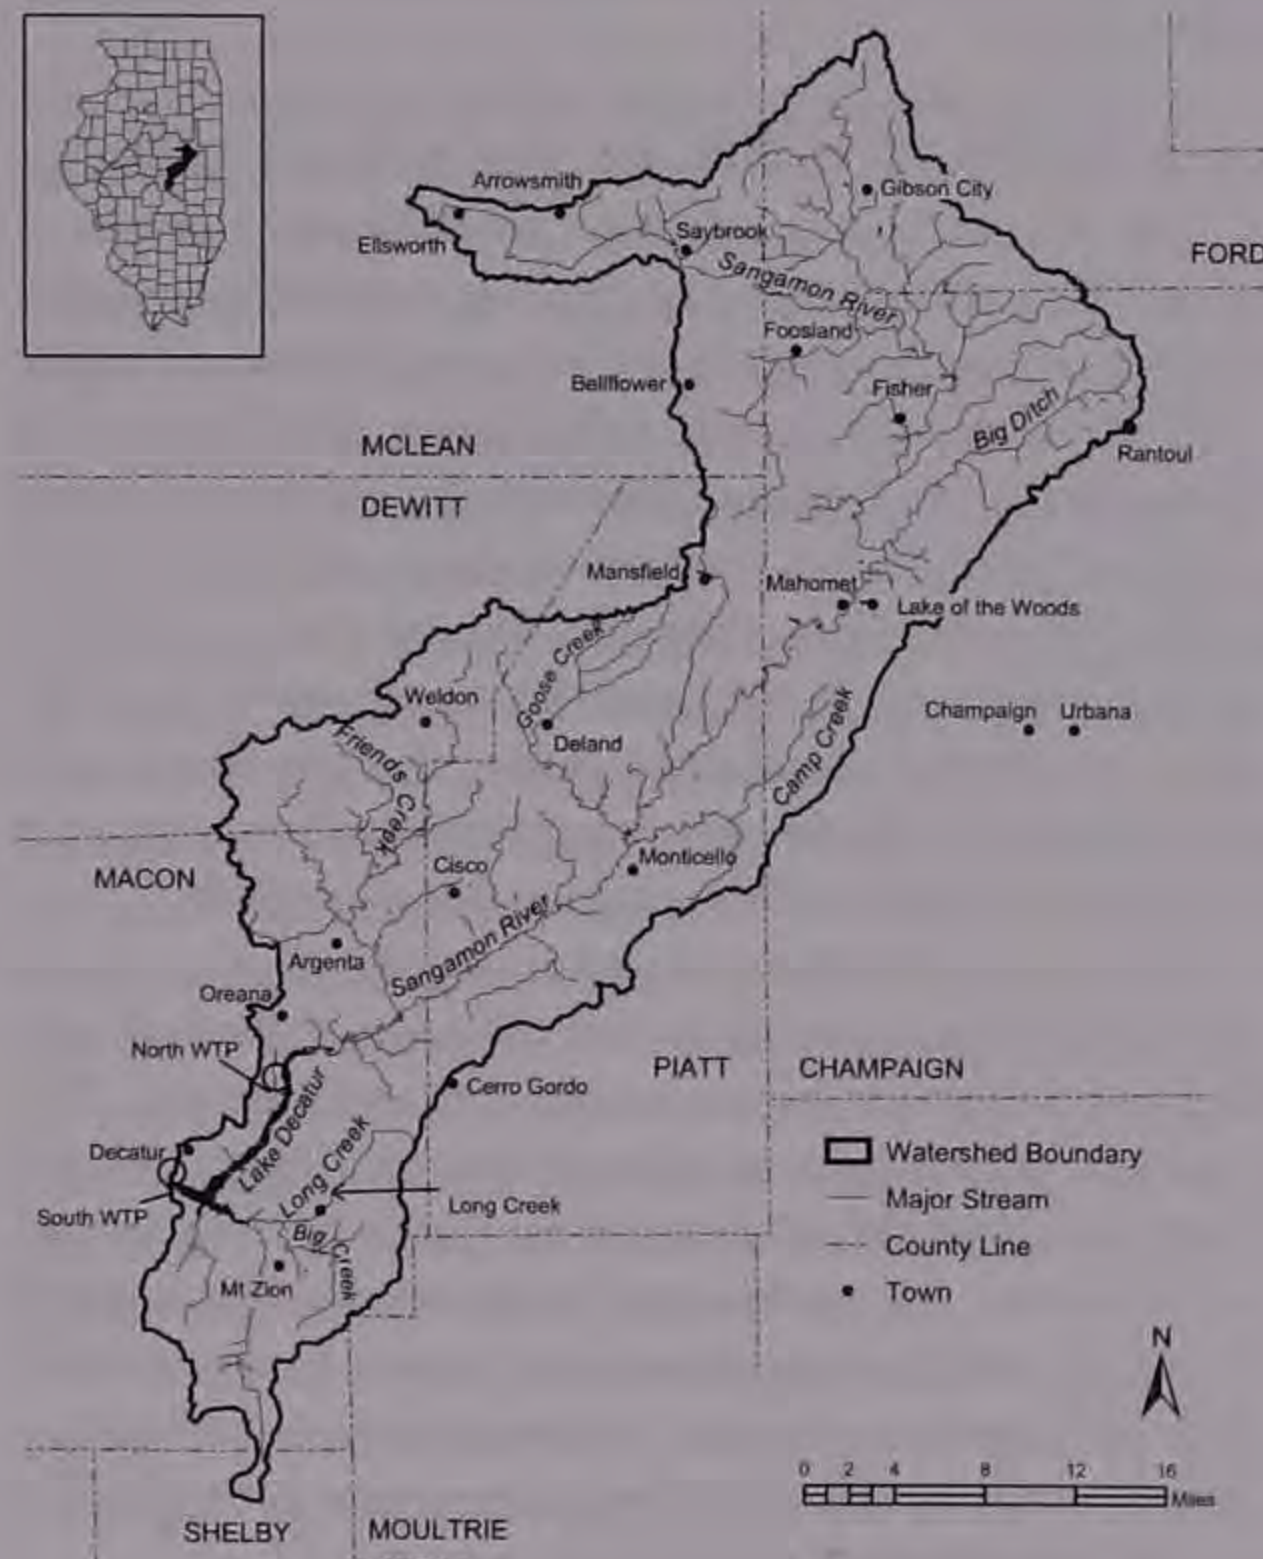 Arrowsmith
Gibson City
Ellsworth
Saybrook
FORD
Sangamon River
Foosland
Bellflower
Fisher
Big Ditch
MCLEAN
Rantoul
DEWITT
Mansfield
Mahomet
Lake of the Woods
Goose Creek
Weldon
Champaign Urbana
Friends Creek
Deland
Camp Creek
MACON
Cisco
Monticello
Argenta
Sangamon River
Oreana
North WTP
PIATT
CHAMPAIGN
Cerro Gordo
Lake Decatur
Decatur
Long Creek
Watershed Boundary
Major Stream
South WTP
Long Creek
Big Creek
County Line
Mt Zion
Town
N
0 2 4 8 12 16
Miles
SHELBY
MOULTRIE